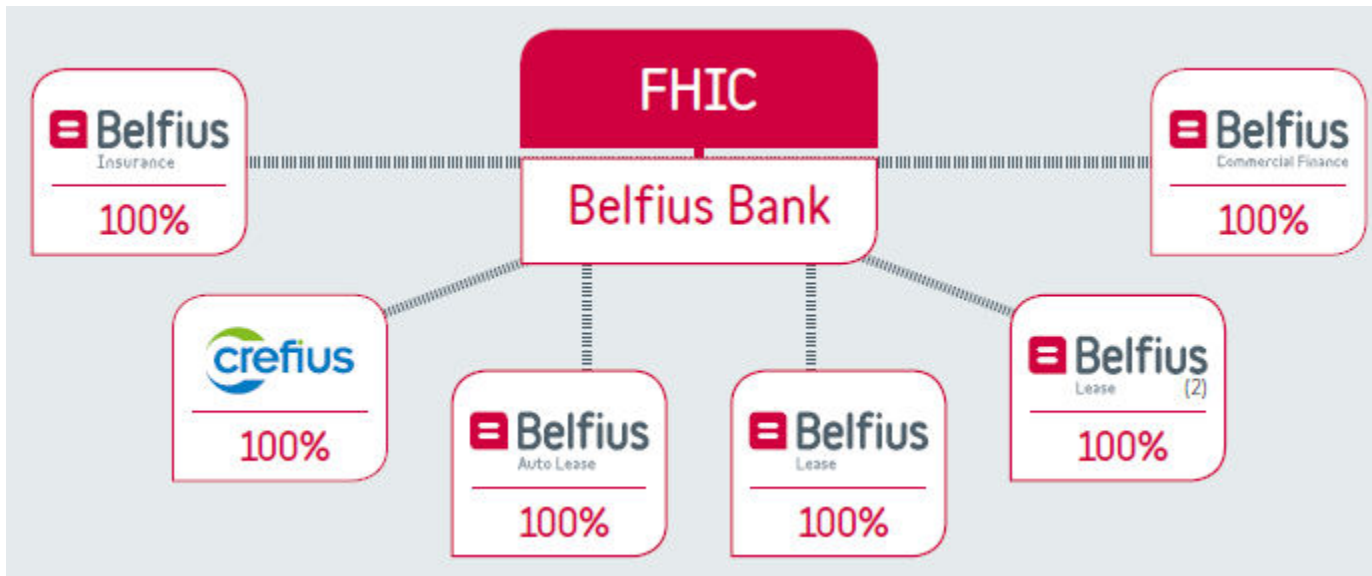 FHIC
Belfius Bank
Belfius
Insurance
100%
Belfius
Commercial Finance
100%
crefius
100%
Belfius
Auto Lease
100%
Belfius
Lease
100%
Belfius
Lease (2)
100%